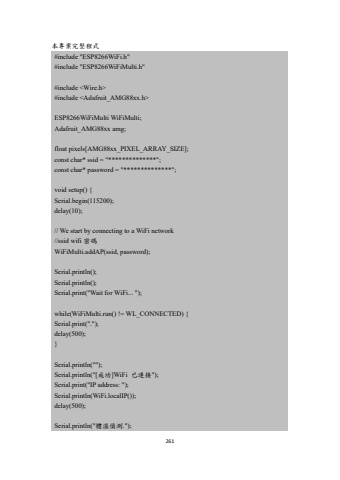 本專案完整程式
#include "ESP8266WiFi.h"
#include "ESP8266WiFiMulti.h"
#include <Wire.h>
#include <Adafruit_AMG88xx.h>
ESP8266WiFiMulti WiFiMulti;
Adafruit_AMG88xx amg;
float pixels[AMG88xx_PIXEL_ARRAY_SIZE];
const char* ssid = "**************";
const char* password = "**************";
void setup() {
Serial.begin(115200);
delay(10);
// We start by connecting to a WiFi network
//ssid wifi 密碼
WiFiMulti.addAP(ssid, password);
Serial.println();
Serial.println();
Serial.print("Wait for WiFi... ");
while(WiFiMulti.run() != WL_CONNECTED) {
Serial.print(".");
delay(500);
}
Serial.println("");
Serial.println("[成功]WiFi 已連接");
Serial.print("IP address: ");
Serial.println(WiFi.localIP());
delay(500);
Serial.println("體溫偵測.");
261